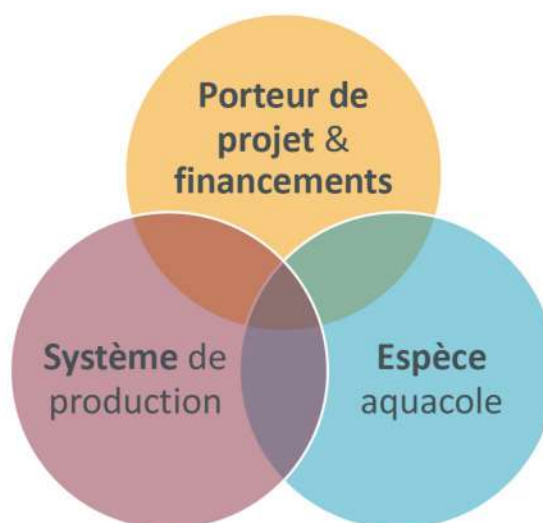 Porteur de
projet &
financements
Système de
production
Espèce
aquacole